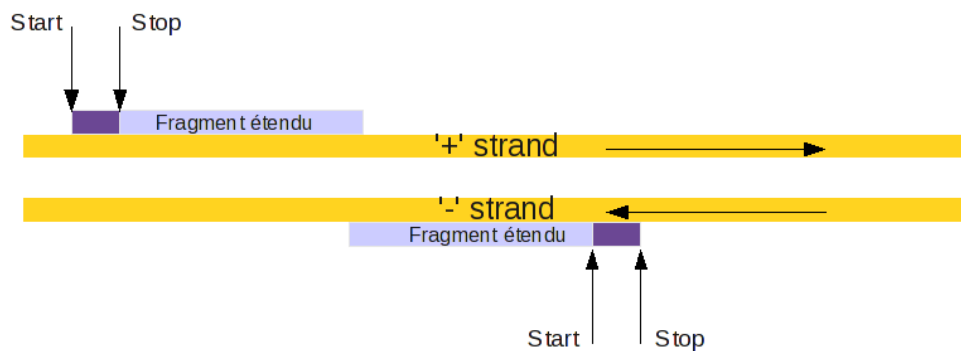 Start Stop
Fragment étendu
'+' strand
'-' strand
Fragment étendu
Start Stop